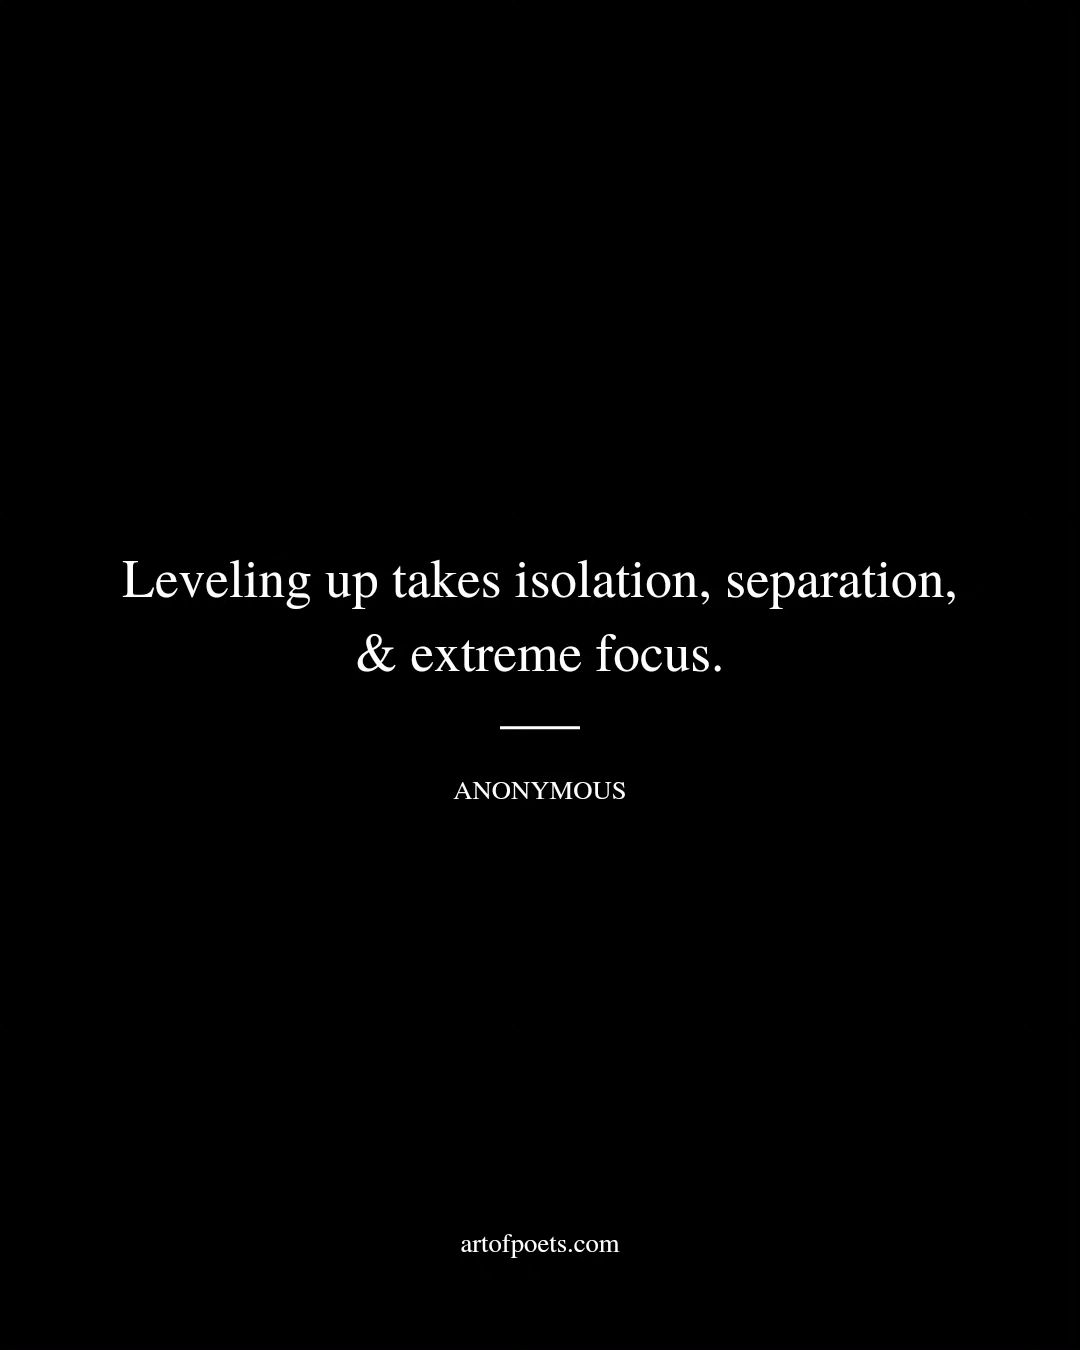 Leveling up takes isolation, separation,
& extreme focus.
ANONYMOUS
artofpoets.com